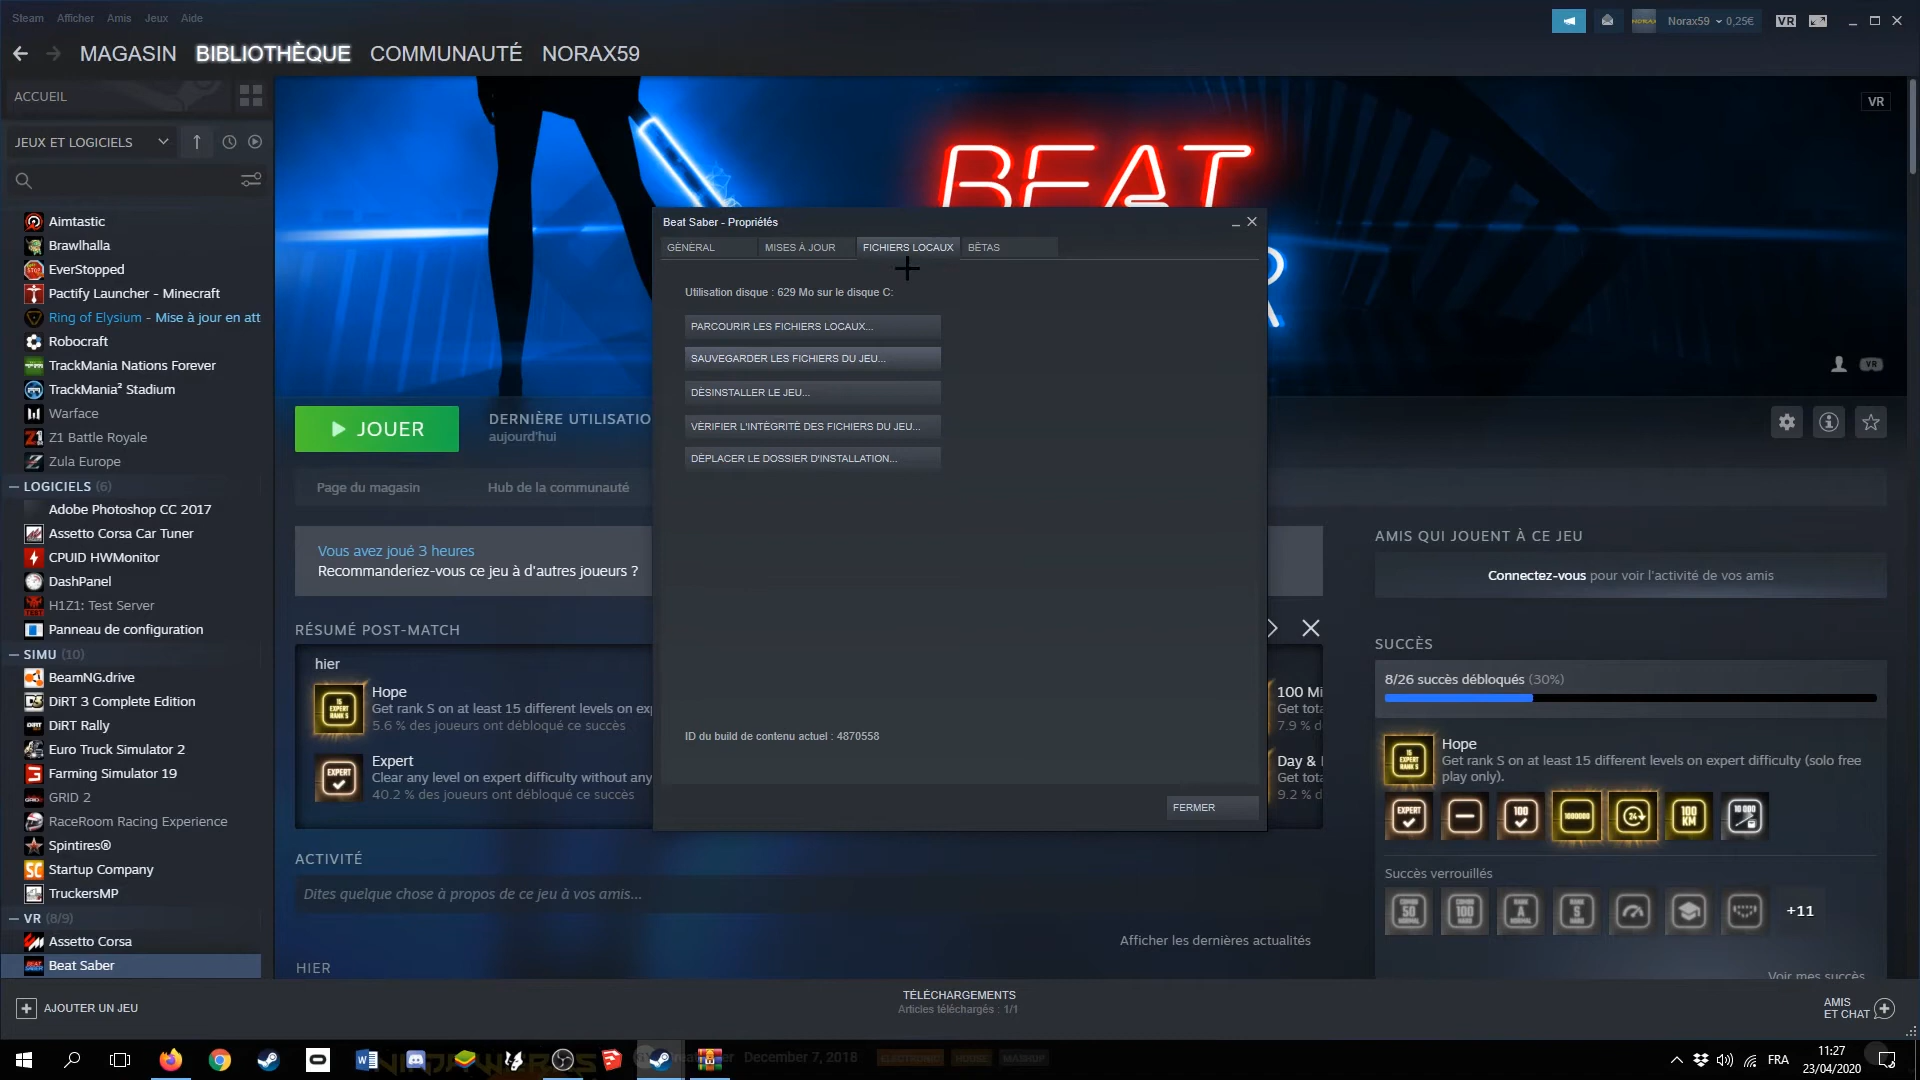 Steam Afficher Amis Jeux Aide
Norax59 0,25€ VR
MAGASIN BIBLIOTHÈQUE COMMUNAUTÉ NORAX59
ACCUEIL
JEUX ET LOGICIELS
Aimtastic
Brawlhalla
EverStopped
Pactify Launcher - Minecraft
Ring of Elysium - Mise à jour en att
Robocraft
TrackMania Nations Forever
TrackMania² Stadium
Warface
Z1 Battle Royale
Zula Europe
LOGICIELS (6)
Adobe Photoshop CC 2017
Assetto Corsa Car Tuner
CPUID HWMonitor
DashPanel
H1Z1: Test Server
Panneau de configuration
SIMU (10)
BeamNG.drive
DiRT 3 Complete Edition
DiRT Rally
Euro Truck Simulator 2
Farming Simulator 19
GRID 2
RaceRoom Racing Experience
Spintires®
Startup Company
TruckersMP
VR (8/9)
Assetto Corsa
Beat Saber
AJOUTER UN JEU
VR
BEAT
Beat Saber - Propriétés
GÉNÉRAL MISES À JOUR FICHIERS LOCAUX BÊTAS
Utilisation disque : 629 Mo sur le disque C:
PARCOURIR LES FICHIERS LOCAUX...
SAUVEGARDER LES FICHIERS DU JEU...
DÉSINSTALLER LE JEU...
VÉRIFIER L'INTÉGRITÉ DES FICHIERS DU JEU...
DÉPLACER LE DOSSIER D'INSTALLATION...
ID du build de contenu actuel : 4870558
FERMER
JOUER
DERNIÈRE UTILISATIO
aujourd'hui
Page du magasin Hub de la communauté
Vous avez joué 3 heures
Recommanderiez-vous ce jeu à d'autres joueurs ?
RÉSUMÉ POST-MATCH
hier
Hope
Get rank S on at least 15 different levels on exp
5.6 % des joueurs ont débloqué ce succès
Expert
Clear any level on expert difficulty without any
40.2 % des joueurs ont débloqué ce succès
100 Mi
Get tota
7.9 % d
Day &
Get tota
9.2 % d
ACTIVITÉ
Dites quelque chose à propos de ce jeu à vos amis...
Afficher les dernières actualités
HIER
AMIS QUI JOUENT À CE JEU
Connectez-vous pour voir l'activité de vos amis
SUCCÈS
8/26 succès débloqués (30%)
Hope
Get rank S on at least 15 different levels on expert difficulty (solo free
play only).
Succès verrouillés
+11
Voir mes succès
TÉLÉCHARGEMENTS
Articles téléchargés : 1/1
AMIS
ET CHAT
December 7, 2018
FRA
11:27
23/04/2020